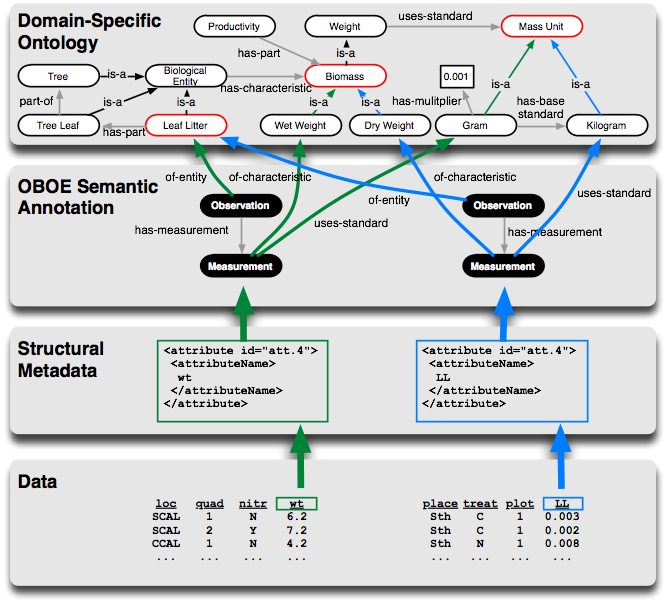 Domain-Specific
Ontology
Productivity
Weight
uses-standard
Mass Unit
has-part
is-a
Tree
is-a
Biological
Entity
has-characteristic
Biomass
0.001
is-a
part-of
is-a
is-a
is-a
is-a
has-mulitplier
has-base
standard
Tree Leaf
has-part
Leaf Litter
Wet Weight
Dry Weight
Gram
Kilogram
OBOE Semantic
Annotation
of-entity
of-characteristic
of-characteristic
uses-standard
Observation
of-entity
Observation
has-measurement
uses-standard
has-measurement
Measurement
Measurement
Structural
Metadata
<attribute id="att.4">
<attributeName>
wt
</attributeName>
</attribute>
<attribute id="att.4">
<attributeName>
LL
</attributeName>
</attribute>
Data
loc quad nitr wt
SCAL 1 N 6.2
SCAL 2 Y 7.2
CCAL 1 N 4.2
... ... ... ...
place treat plot LL
Sth C 1 0.003
Sth C 1 0.002
Sth N 1 0.008
... ... ... ...